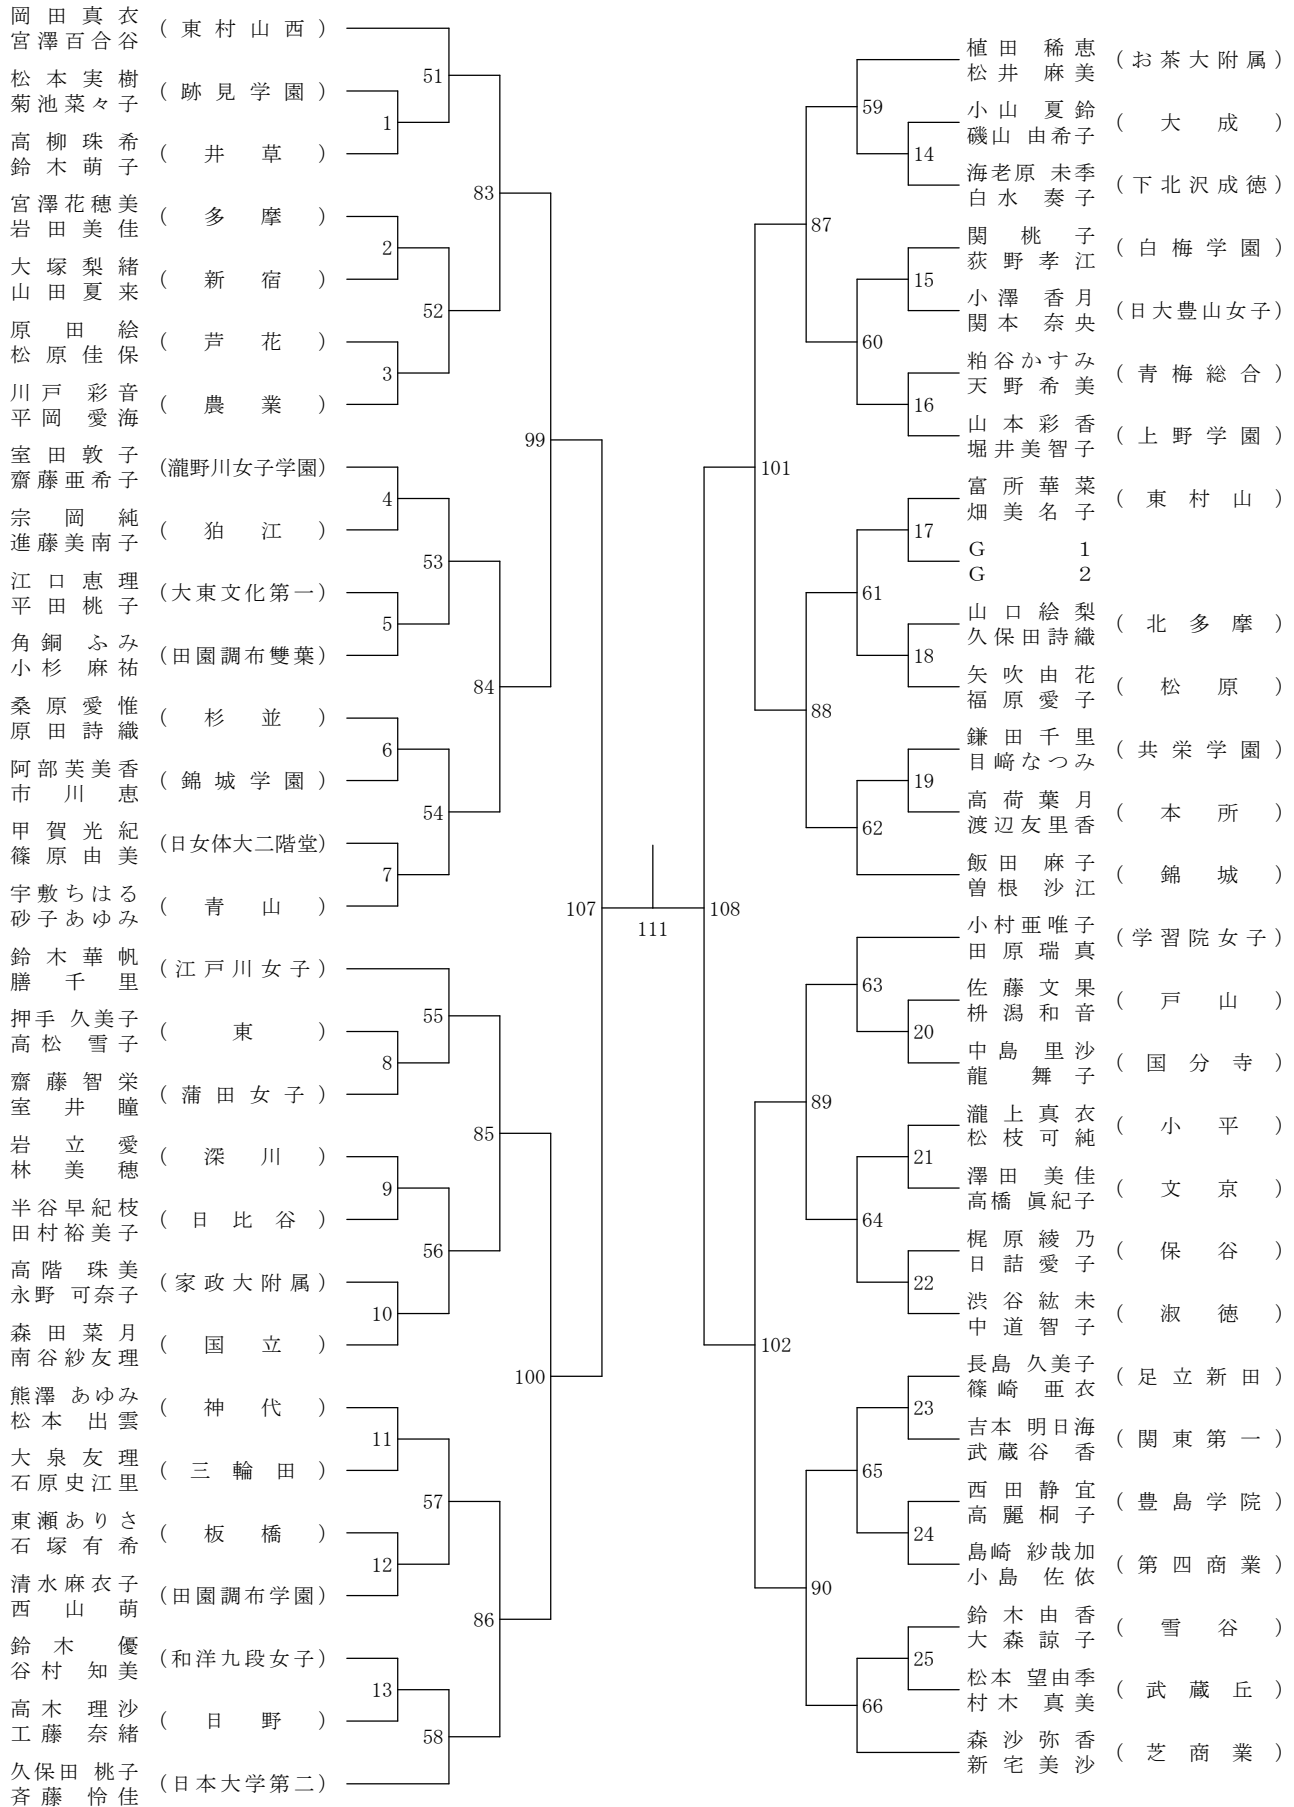 岡田真衣
宮澤百合谷 (東村山西)
松本実樹
菊池菜々子 (跡見学園)
高柳珠希
鈴木萌子 (井草)
宮澤花穂美
岩田美佳 (多摩)
大塚梨緒
山田夏来 (新宿)
原田絵
松原佳保 (芦花)
川戸 彩音
平岡 愛海 (農業)
室田敦子
齋藤亜希子 (瀧野川女子学園)
宗岡純
進藤美南子 (狛江)
江口恵理
平田桃子 (大東文化第一)
角銅 ふみ
小杉 麻祐 (田園調布雙葉)
桑原愛惟
原田詩織 (杉並)
阿部芙美香
市川恵 (錦城学園)
甲賀光紀
篠原由美 (日女体大二階堂)
宇敷ちはる
砂子あゆみ (青山)
鈴木華帆
膳千里 (江戸川女子)
押手 久美子
高松 雪子 (東)
齋藤智栄
室井瞳 (蒲田女子)
岩立愛
林美穂 (深川)
半谷早紀枝
田村裕美子 (日比谷)
高階 珠美
永野 可奈子 (家政大附属)
森田菜月
南谷紗友理 (国立)
熊澤 あゆみ
松本 出雲 (神代)
大泉友理
石原史江里 (三輪田)
東瀬ありさ
石塚有希 (板橋)
清水麻衣子
西山萌 (田園調布学園)
鈴木 優
谷村 知美 (和洋九段女子)
高木 理沙
工藤 奈緒 (日野)
久保田 桃子
斉藤 怜佳 (日本大学第二)
51
1
83
2
52
3
99
4
53
5
84
6
54
7
107
55
8
85
9
56
10
100
11
57
12
86
13
58
111
108
59
14
87
15
60
16
101
17
61
18
88
19
62
63
20
89
21
64
22
102
23
65
24
90
25
66
植田 稀恵
松井 麻美 (お茶大附属)
小山 夏鈴
磯山 由希子 (大成)
海老原 未季
白水 奏子 (下北沢成徳)
関桃子
荻野孝江 (白梅学園)
小澤 香月
関本 奈央 (日大豊山女子)
粕谷かすみ
天野希美 (青梅総合)
山本彩香
堀井美智子 (上野学園)
富所華菜
畑美名子 (東村山)
G 1
G 2
山口絵梨
久保田詩織 (北多摩)
矢吹由花
福原愛子 (松原)
鎌田千里
目﨑なつみ (共栄学園)
高荷葉月
渡辺友里香 (本所)
飯田 麻子
曽根 沙江 (錦城)
小村亜唯子
田原瑞真 (学習院女子)
佐藤文果
枡潟和音 (戸山)
中島 里沙
龍 舞子 (国分寺)
瀧上真衣
松枝可純 (小平)
澤田 美佳
高橋 眞紀子 (文京)
梶原綾乃
日詰愛子 (保谷)
渋谷紘未
中道智子 (淑徳)
長島 久美子
篠崎 亜衣 (足立新田)
吉本 明日海
武蔵谷 香 (関東第一)
西田静宜
高麗桐子 (豊島学院)
島崎 紗哉加
小島 佐依 (第四商業)
鈴木由香
大森諒子 (雪谷)
松本 望由季
村木 真美 (武蔵丘)
森沙弥香
新宅美沙 (芝商業)